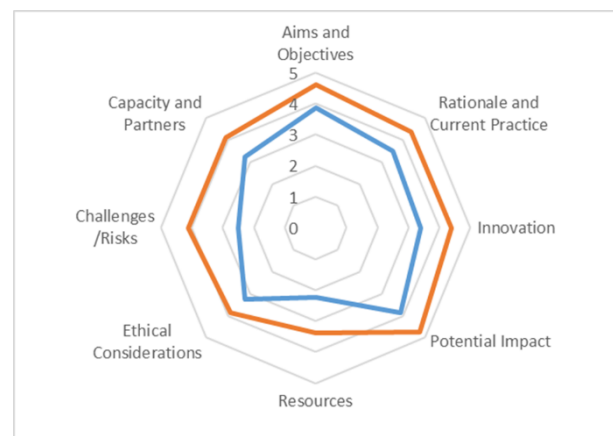 Aims and
Objectives
Rationale and
Current Practice
Innovation
Potential Impact
Resources
Ethical
Considerations
Challenges
/Risks
Capacity and
Partners
5
4
3
2
1
0